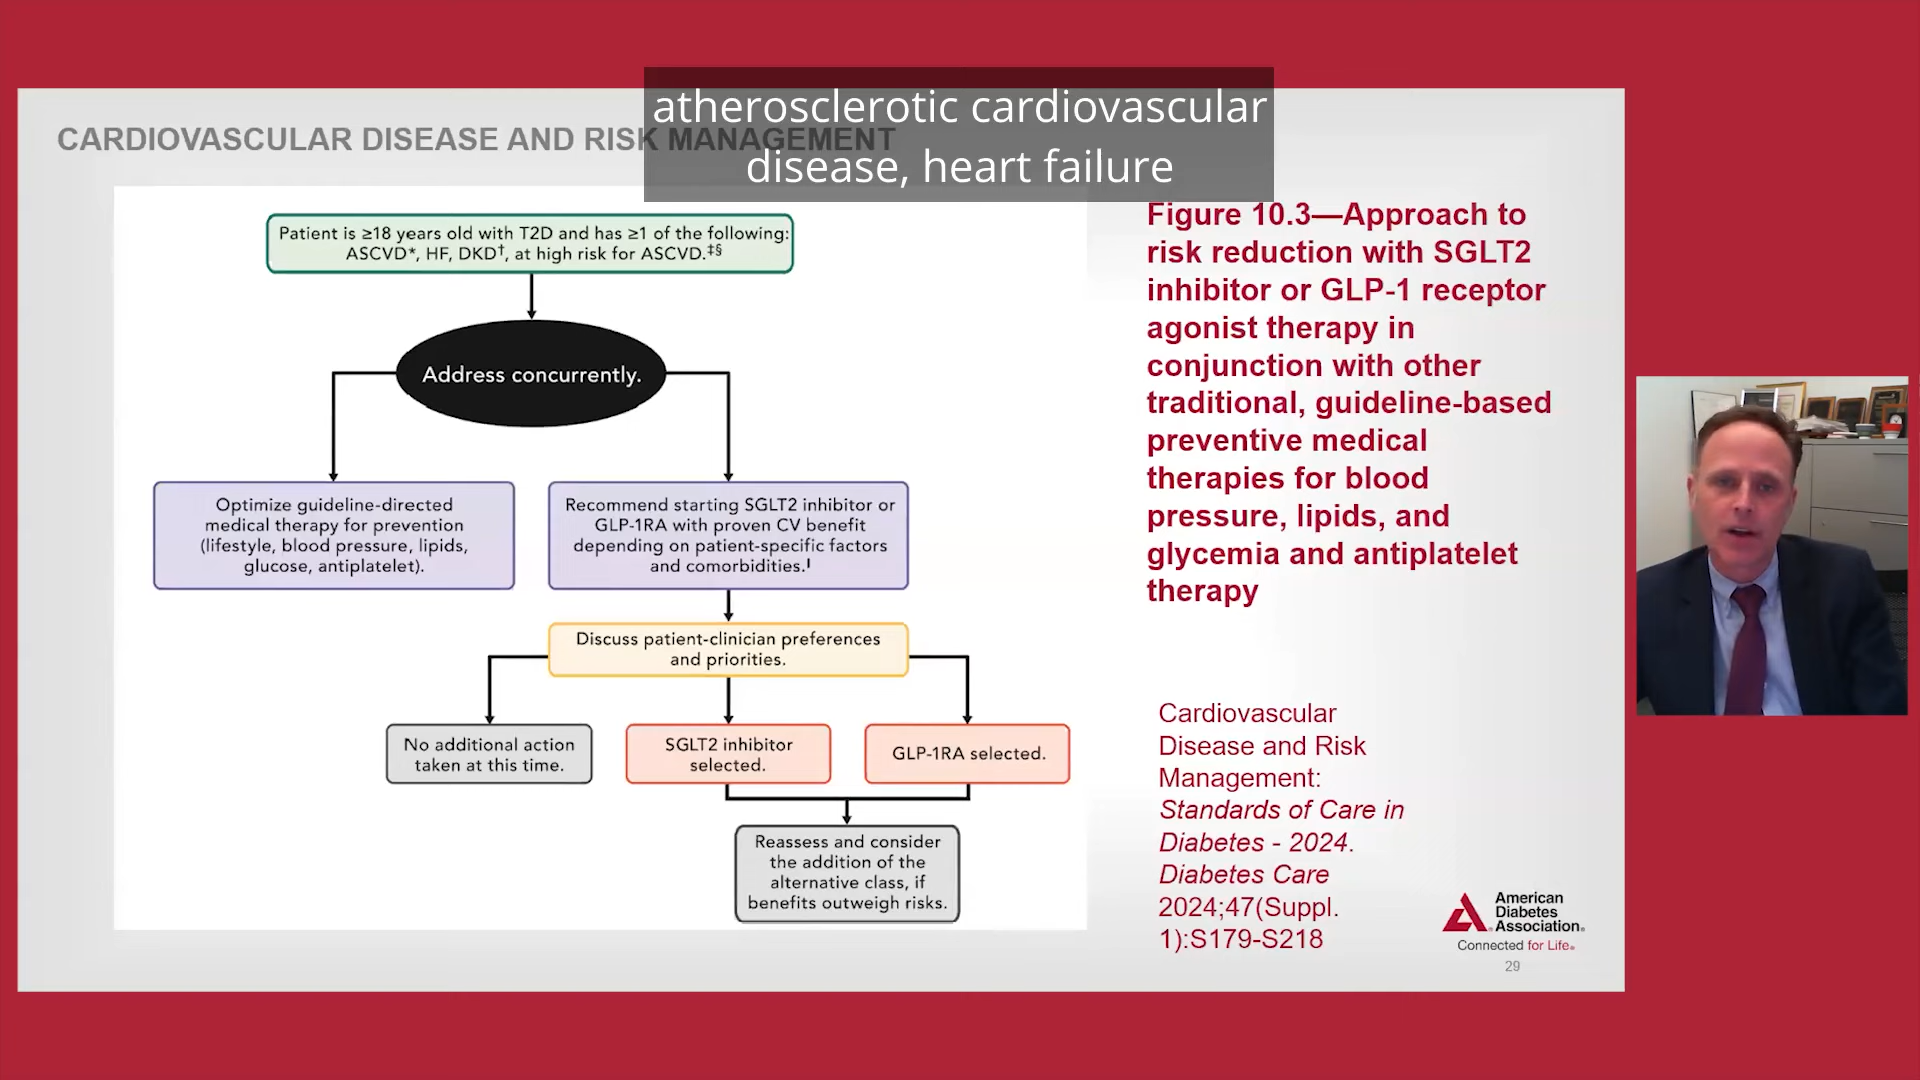 atherosclerotic cardiovascular
disease, heart failure
CARDIOVASCULAR DISEASE AND RISK MANAGEMENT
Patient is ≥18 years old with T2D and has ≥1 of the following:
ASCVD*, HF, DKD†, at high risk for ASCVD.‡§
Address concurrently.
Optimize guideline-directed
medical therapy for prevention
(lifestyle, blood pressure, lipids,
glucose, antiplatelet).
Recommend starting SGLT2 inhibitor or
GLP-1RA with proven CV benefit
depending on patient-specific factors
and comorbidities.ǀ
Discuss patient-clinician preferences
and priorities.
No additional action
taken at this time.
SGLT2 inhibitor
selected.
GLP-1RA selected.
Reassess and consider
the addition of the
alternative class, if
benefits outweigh risks.
Figure 10.3—Approach to
risk reduction with SGLT2
inhibitor or GLP-1 receptor
agonist therapy in
conjunction with other
traditional, guideline-based
preventive medical
therapies for blood
pressure, lipids, and
glycemia and antiplatelet
therapy
Cardiovascular
Disease and Risk
Management:
Standards of Care in
Diabetes - 2024.
Diabetes Care
2024;47(Suppl.
1):S179-S218
American
Diabetes
Association®
Connected for Life®
29